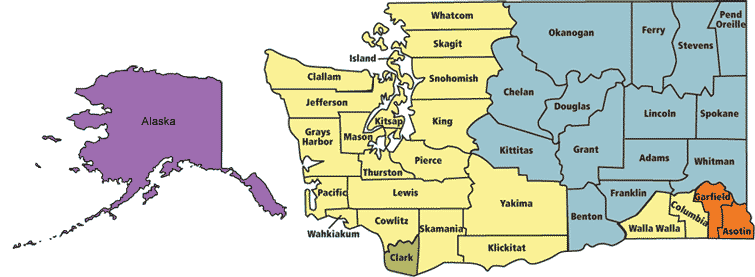 Whatcom
Okanogan
Ferry
Stevens
Pend
Oreille
Skagit
Island
Clallam
Snohomish
Chelan
Jefferson
Douglas
Lincoln
Spokane
Alaska
Kitsap
King
Grays
Harbor
Mason
Kittitas
Grant
Adams
Whitman
Pierce
Thurston
Pacific
Lewis
Yakima
Franklin
Garfield
Columbia
Benton
Walla Walla
Asotin
Cowlitz
Skamania
Wahkiakum
Klickitat
Clark